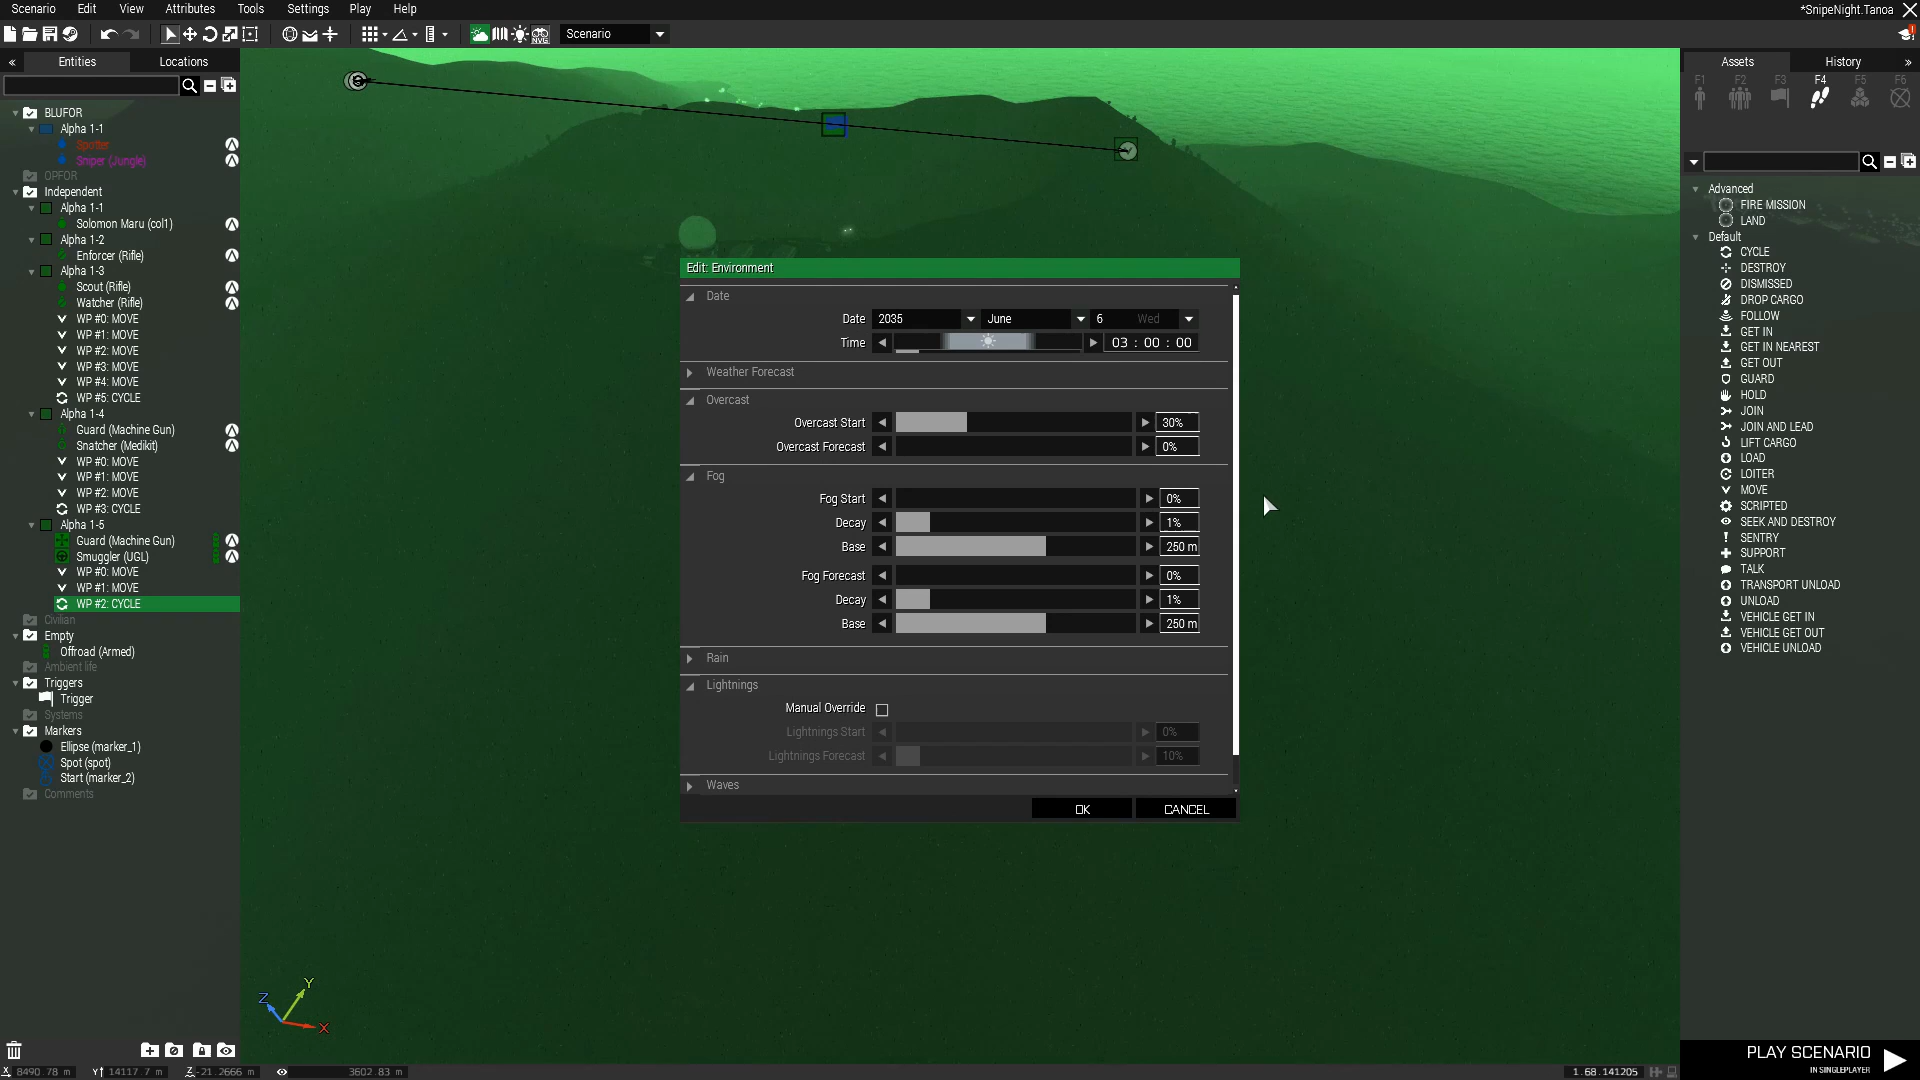 Scenario Edit View Attributes Tools Settings Play Help
*SnipeNight.Tanoa
NVG
Scenario
Entities Locations
BLUFOR
Alpha 1-1
Spotter
Sniper (Jungle)
OPFOR
Independent
Alpha 1-1
Solomon Maru (col1)
Alpha 1-2
Enforcer (Rifle)
Alpha 1-3
Scout (Rifle)
Watcher (Rifle)
WP #0: MOVE
WP #1: MOVE
WP #2: MOVE
WP #3: MOVE
WP #4: MOVE
WP #5: CYCLE
Alpha 1-4
Guard (Machine Gun)
Snatcher (Medikit)
WP #0: MOVE
WP #1: MOVE
WP #2: MOVE
WP #3: CYCLE
Alpha 1-5
Guard (Machine Gun)
Smuggler (UGL)
WP #0: MOVE
WP #1: MOVE
WP #2: CYCLE
Civilian
Empty
Offroad (Armed)
Ambient life
Triggers
Trigger
Systems
Markers
Ellipse (marker_1)
Spot (spot)
Start (marker_2)
Comments
Edit: Environment
Date
Date 2035 June 6 Wed
Time 03 : 00 : 00
Weather Forecast
Overcast
Overcast Start 30%
Overcast Forecast 0%
Fog
Fog Start 0%
Decay 1%
Base 250 m
Fog Forecast 0%
Decay 1%
Base 250 m
Rain
Lightnings
Manual Override
Lightnings Start 0%
Lightnings Forecast 10%
Waves
OK CANCEL
Z Y X
Assets History
F1 F2 F3 F4 F5 F6
Advanced
FIRE MISSION
LAND
Default
CYCLE
DESTROY
DISMISSED
DROP CARGO
FOLLOW
GET IN
GET IN NEAREST
GET OUT
GUARD
HOLD
JOIN
JOIN AND LEAD
LIFT CARGO
LOAD
LOITER
MOVE
SCRIPTED
SEEK AND DESTROY
SENTRY
SUPPORT
TALK
TRANSPORT UNLOAD
UNLOAD
VEHICLE GET IN
VEHICLE GET OUT
VEHICLE UNLOAD
PLAY SCENARIO
IN SINGLEPLAYER
X 8490.78 m Y 14117.7 m Z -21.2666 m 3602.83 m
1.68.141205